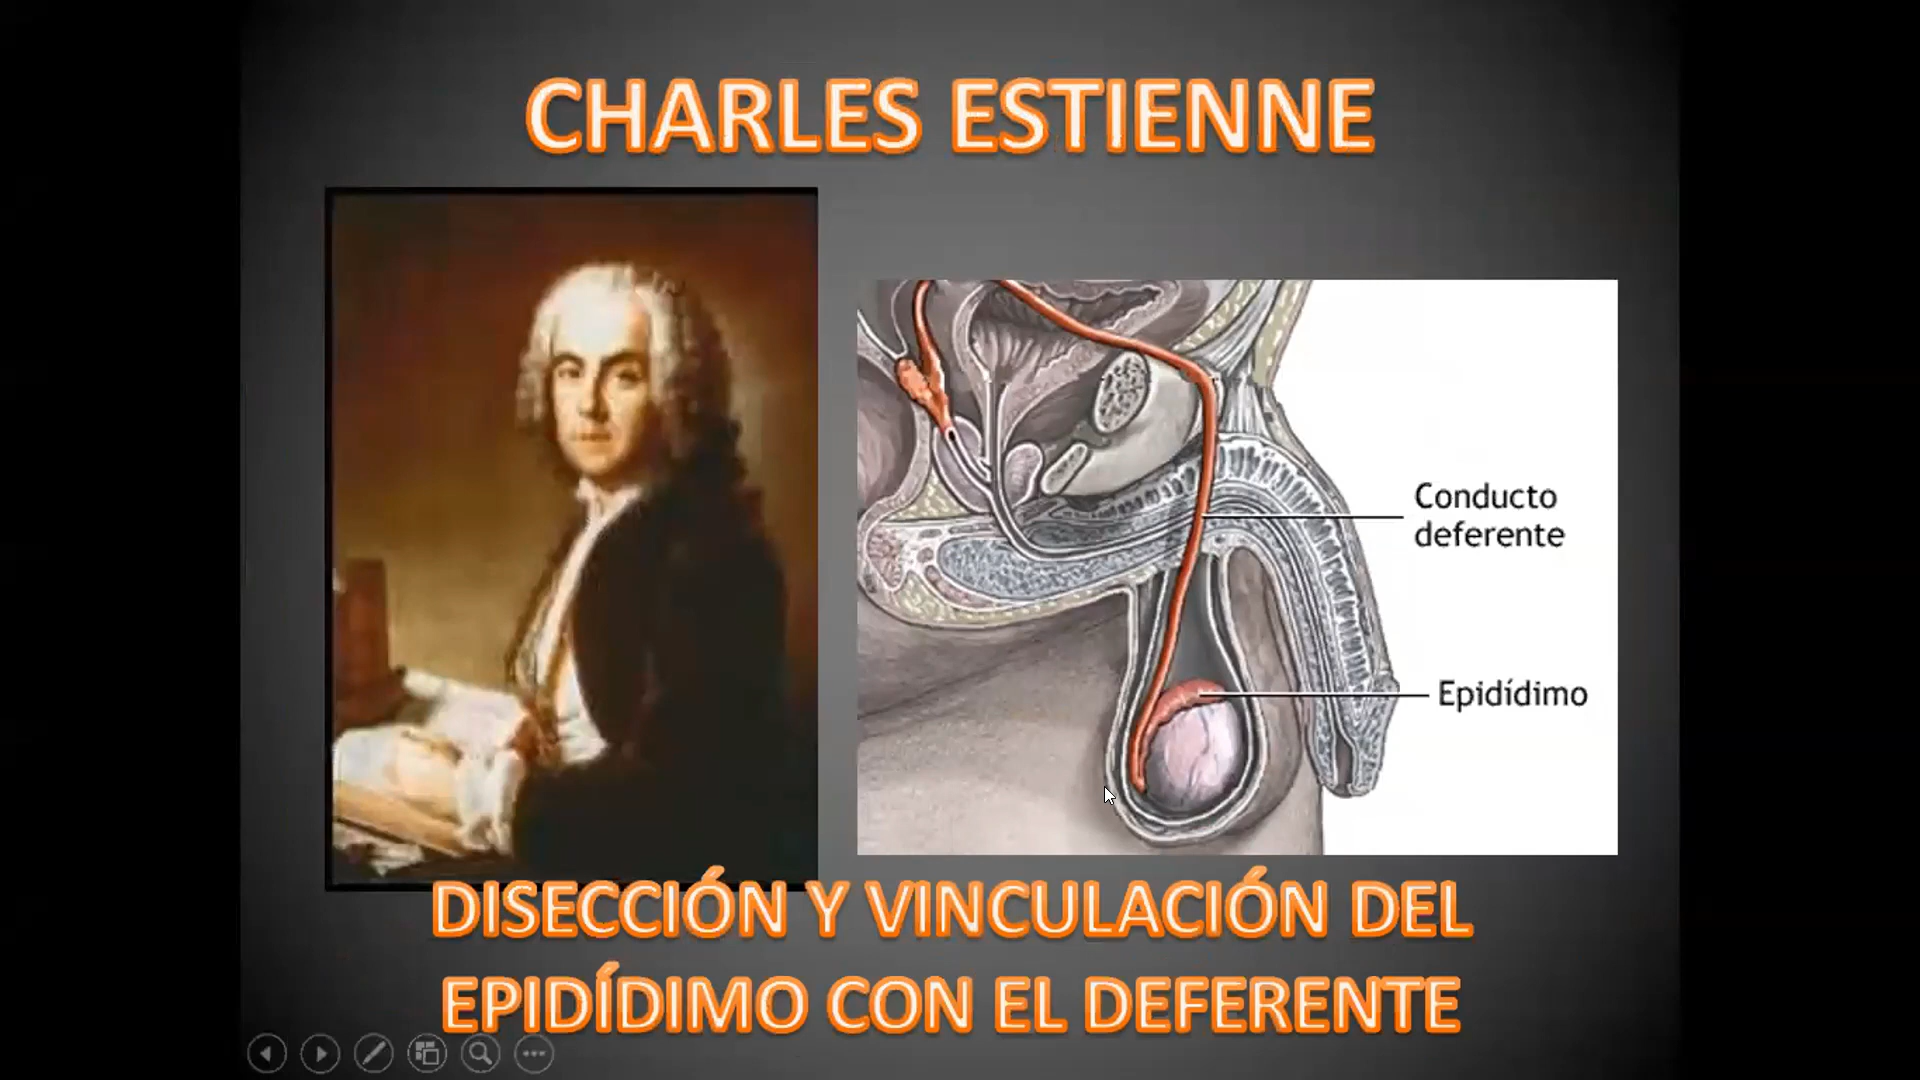 CHARLES ESTIENNE
Conducto
deferente
Epidídimo
DISECCIÓN Y VINCULACIÓN DEL
EPIDÍDIMO CON EL DEFERENTE